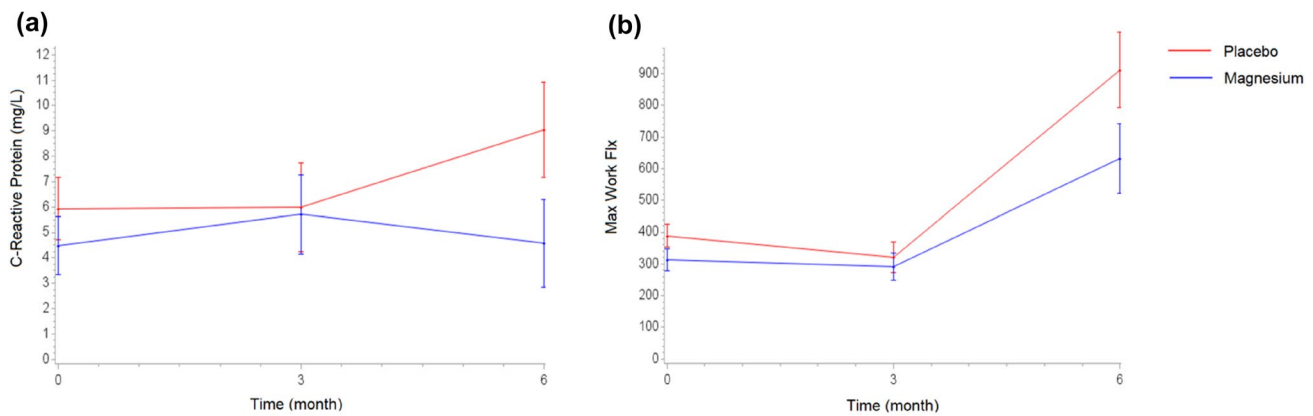 (a)
12
11
10
9
8
7
6
5
4
3
2
1
0
C-Reactive Protein (mg/L)
0 3 6
Time (month)
(b)
900
800
700
600
500
400
300
200
100
0
Max Work Flx
0 3 6
Time (month)
Placebo
Magnesium